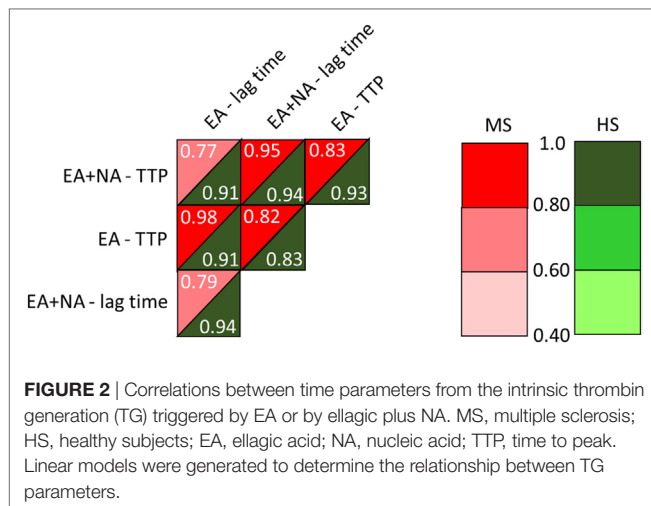 EA - lag time
EA+NA - lag time
EA - TTP
MS
HS
EA+NA - TTP
0.77
0.91
0.95
0.94
0.83
0.93
EA - TTP
0.98
0.91
0.82
0.83
EA+NA - lag time
0.79
0.94
1.0
0.80
0.60
0.40
FIGURE 2 | Correlations between time parameters from the intrinsic thrombin
generation (TG) triggered by EA or by ellagic plus NA. MS, multiple sclerosis;
HS, healthy subjects; EA, ellagic acid; NA, nucleic acid; TTP, time to peak.
Linear models were generated to determine the relationship between TG
parameters.